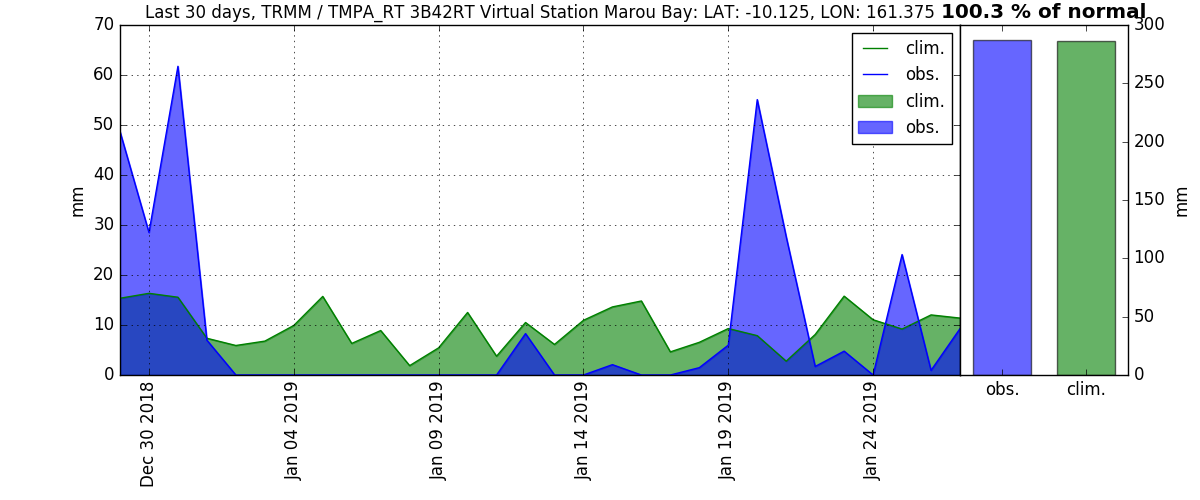 Last 30 days, TRMM / TMPA_RT 3B42RT Virtual Station Marou Bay: LAT: -10.125, LON: 161.375 100.3 % of normal
70
60
50
40
30
20
10
0
mm
clim.
obs.
clim.
obs.
300
250
200
150
100
50
0
mm
obs. clim.
Dec 30 2018
Jan 04 2019
Jan 09 2019
Jan 14 2019
Jan 19 2019
Jan 24 2019